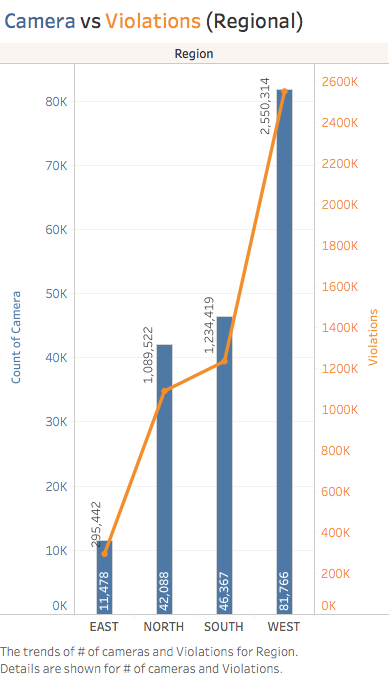 Camera vs Violations (Regional)
Region
80K
70K
60K
50K
40K
30K
20K
10K
0K
Count of Camera
2600K
2400K
2200K
2000K
1800K
1600K
1400K
1200K
1000K
800K
600K
400K
200K
0K
Violations
295,442
1,089,522
1,234,419
2,550,314
11,478
42,088
46,367
81,766
EAST
NORTH
SOUTH
WEST
The trends of # of cameras and Violations for Region.
Details are shown for # of cameras and Violations.